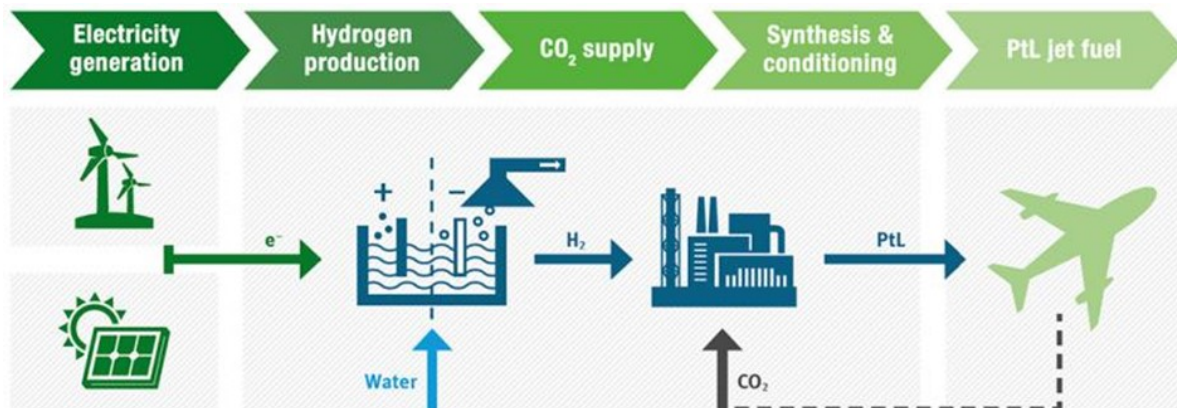 Electricity
generation
Hydrogen
production
CO₂ supply
Synthesis &
conditioning
PtL jet fuel
+
−
e⁻
H₂
PtL
Water
CO₂